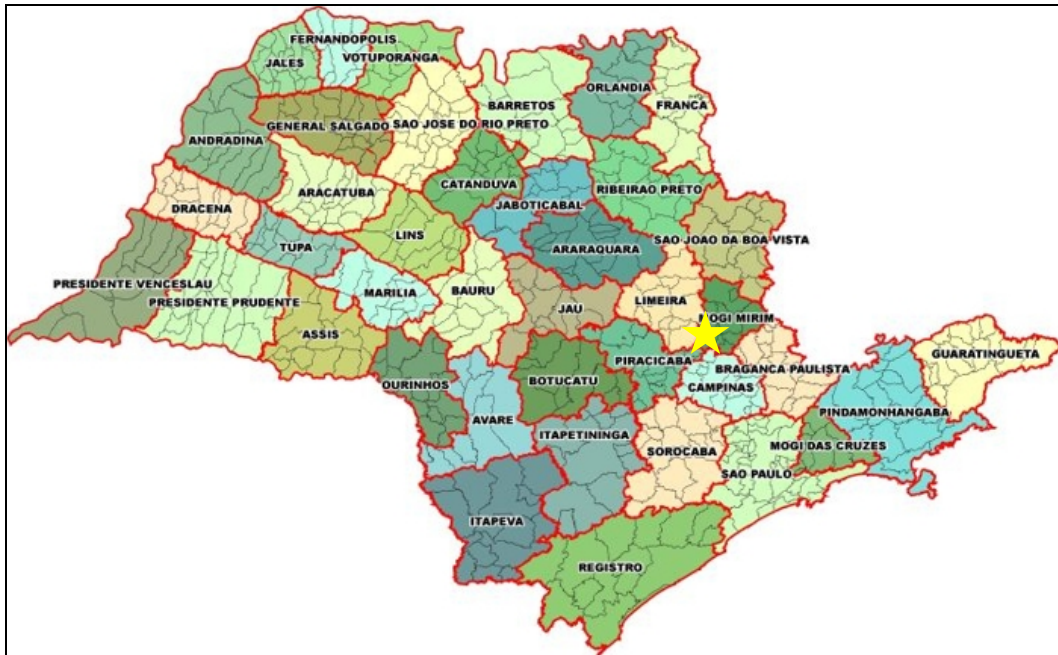 FERNANDOPOLIS
VOTUPORANGA
JALES
ORLANDIA
FRANCA
BARRETOS
GENERAL SALGADO
SAO JOSE DO RIO PRETO
ANDRADINA
CATANDUVA
RIBEIRAO PRETO
ARACATUBA
JABOTICABAL
DRACENA
LINS
SAO JOAO DA BOA VISTA
TUPA
ARARAQUARA
PRESIDENTE VENCESLAU
MARILIA
BAURU
PRESIDENTE PRUDENTE
JAU
LIMEIRA
MOGI MIRIM
ASSIS
GUARATINGUETA
PIRACICABA
BRAGANCA PAULISTA
OURINHOS
BOTUCATU
CAMPINAS
PINDAMONHANGABA
AVARE
ITAPETININGA
MOGI DAS CRUZES
SOROCABA
SAO PAULO
ITAPEVA
REGISTRO